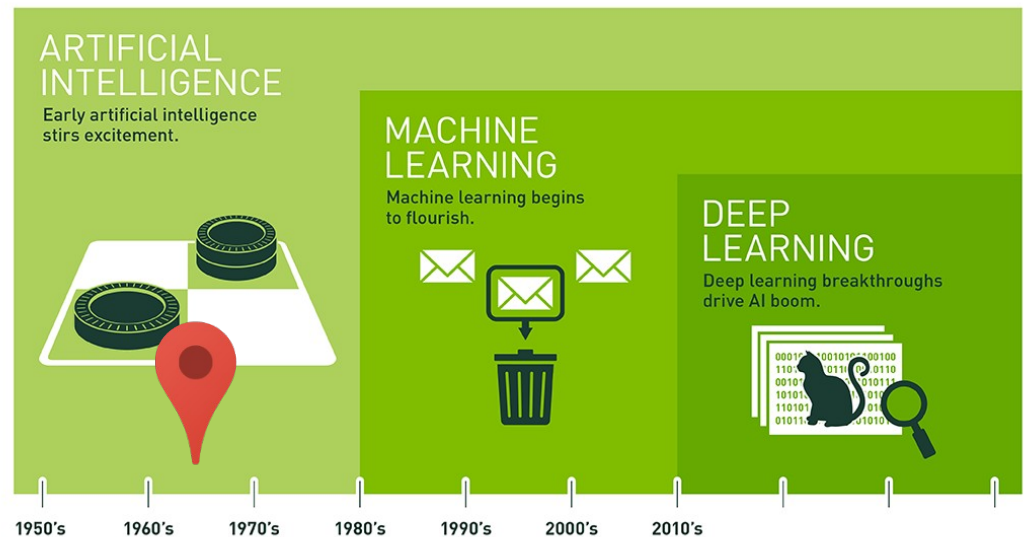 ARTIFICIAL
INTELLIGENCE
Early artificial intelligence
stirs excitement.
MACHINE
LEARNING
Machine learning begins
to flourish.
DEEP
LEARNING
Deep learning breakthroughs
drive AI boom.
1950's 1960's 1970's 1980's 1990's 2000's 2010's